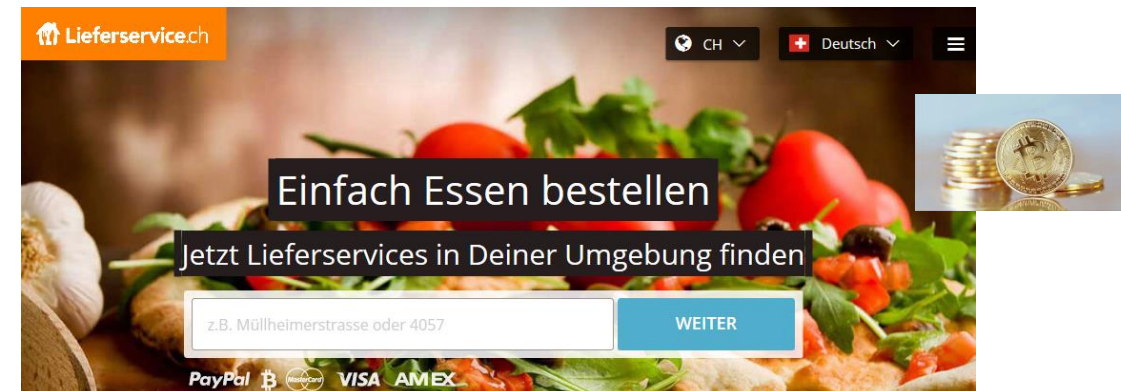 Lieferservice.ch
CH
Deutsch
Einfach Essen bestellen
Jetzt Lieferservices in Deiner Umgebung finden
z.B. Müllheimerstrasse oder 4057
WEITER
PayPal ₿ MasterCard VISA AMEX